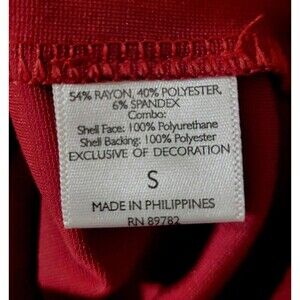 54% RAYON, 40% POLYESTER,
6% SPANDEX
Combo:
Shell Face: 100% Polyurethane
Shell Backing: 100% Polyester
EXCLUSIVE OF DECORATION
S
MADE IN PHILIPPINES
RN 89782